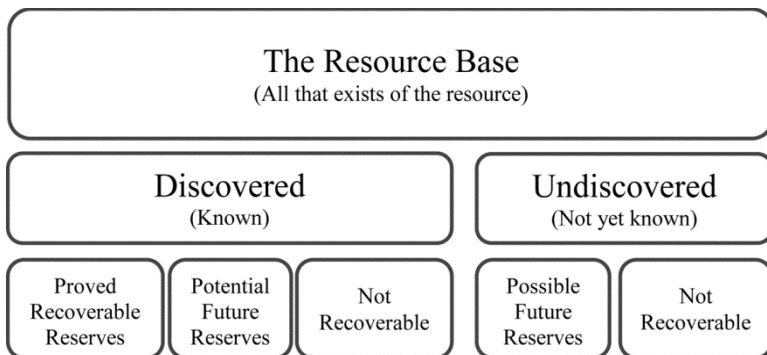 The Resource Base
(All that exists of the resource)
Discovered
(Known)
Undiscovered
(Not yet known)
Proved
Recoverable
Reserves
Potential
Future
Reserves
Not
Recoverable
Possible
Future
Reserves
Not
Recoverable